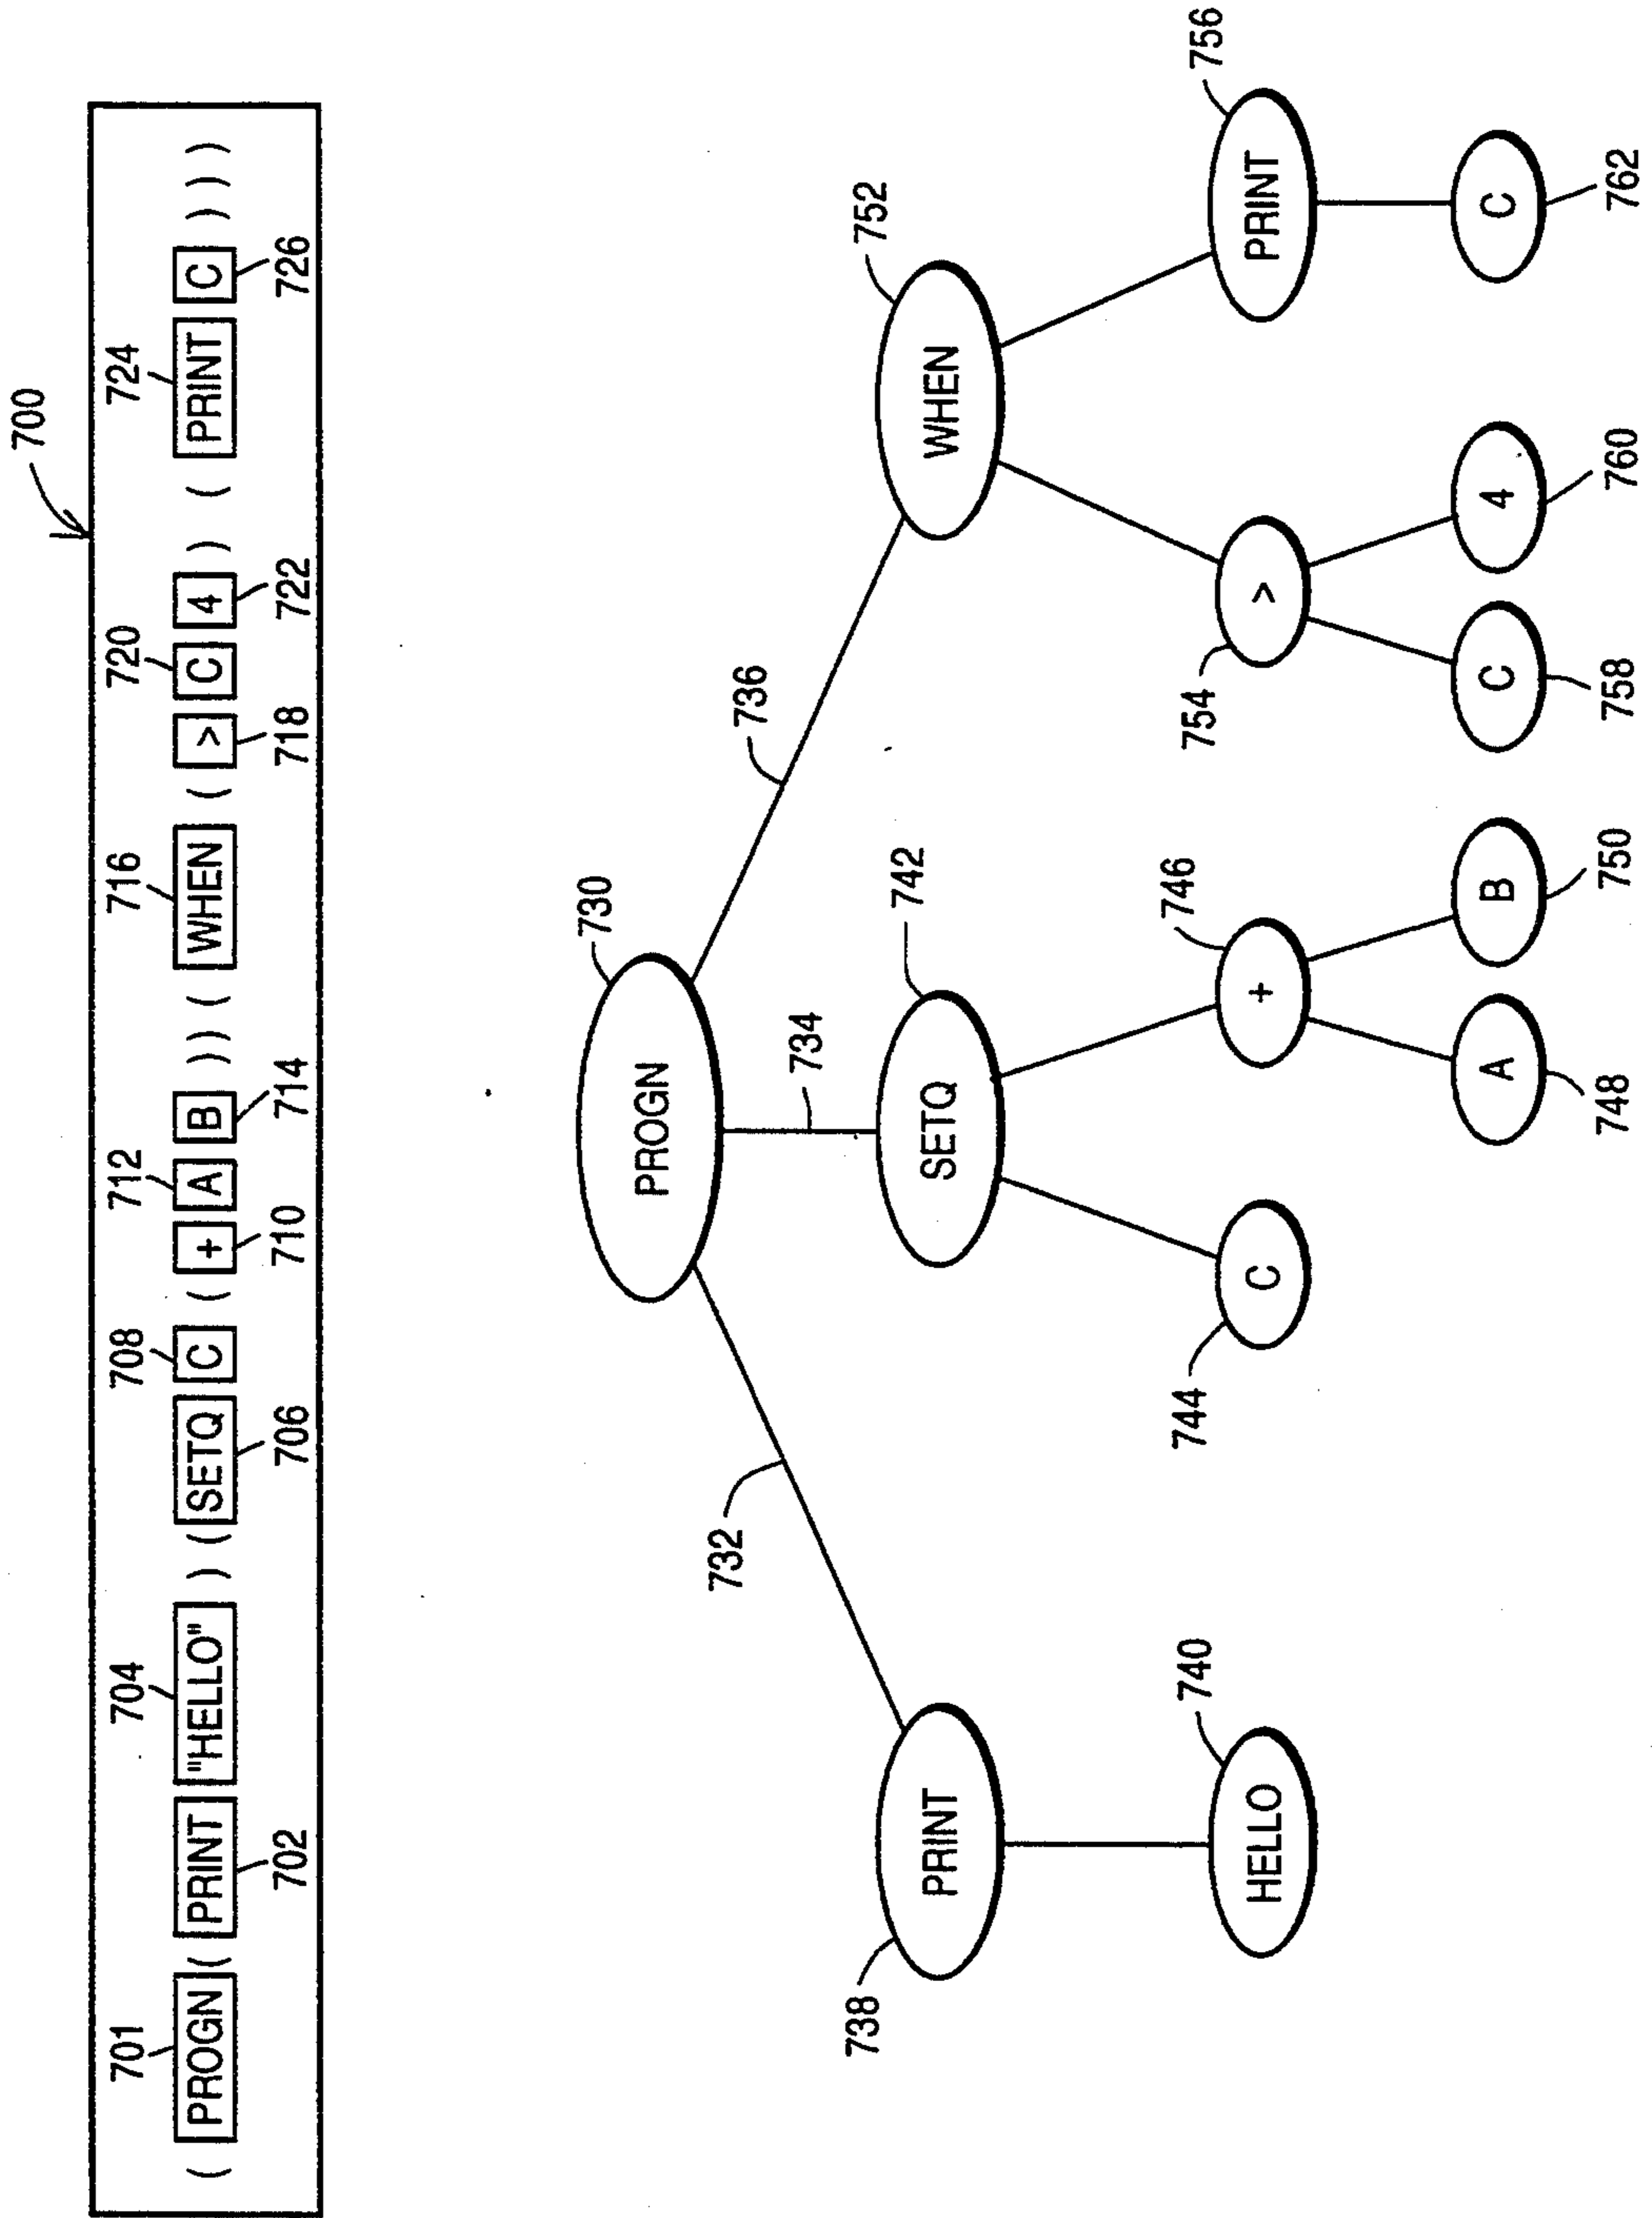 700
701 704 708 712 716 720 724
( PROGN ( PRINT "HELLO" ) ( SETQ C ( + A B ) ) ( WHEN ( > C 4 ) ( PRINT C ) ) )
702 706 710 714 718 722 726
730
PROGN
732 734 736
738 742 752
PRINT SETQ WHEN
740 744 746 754 756
HELLO C + > PRINT
A B C 4 C
748 750 758 760 762